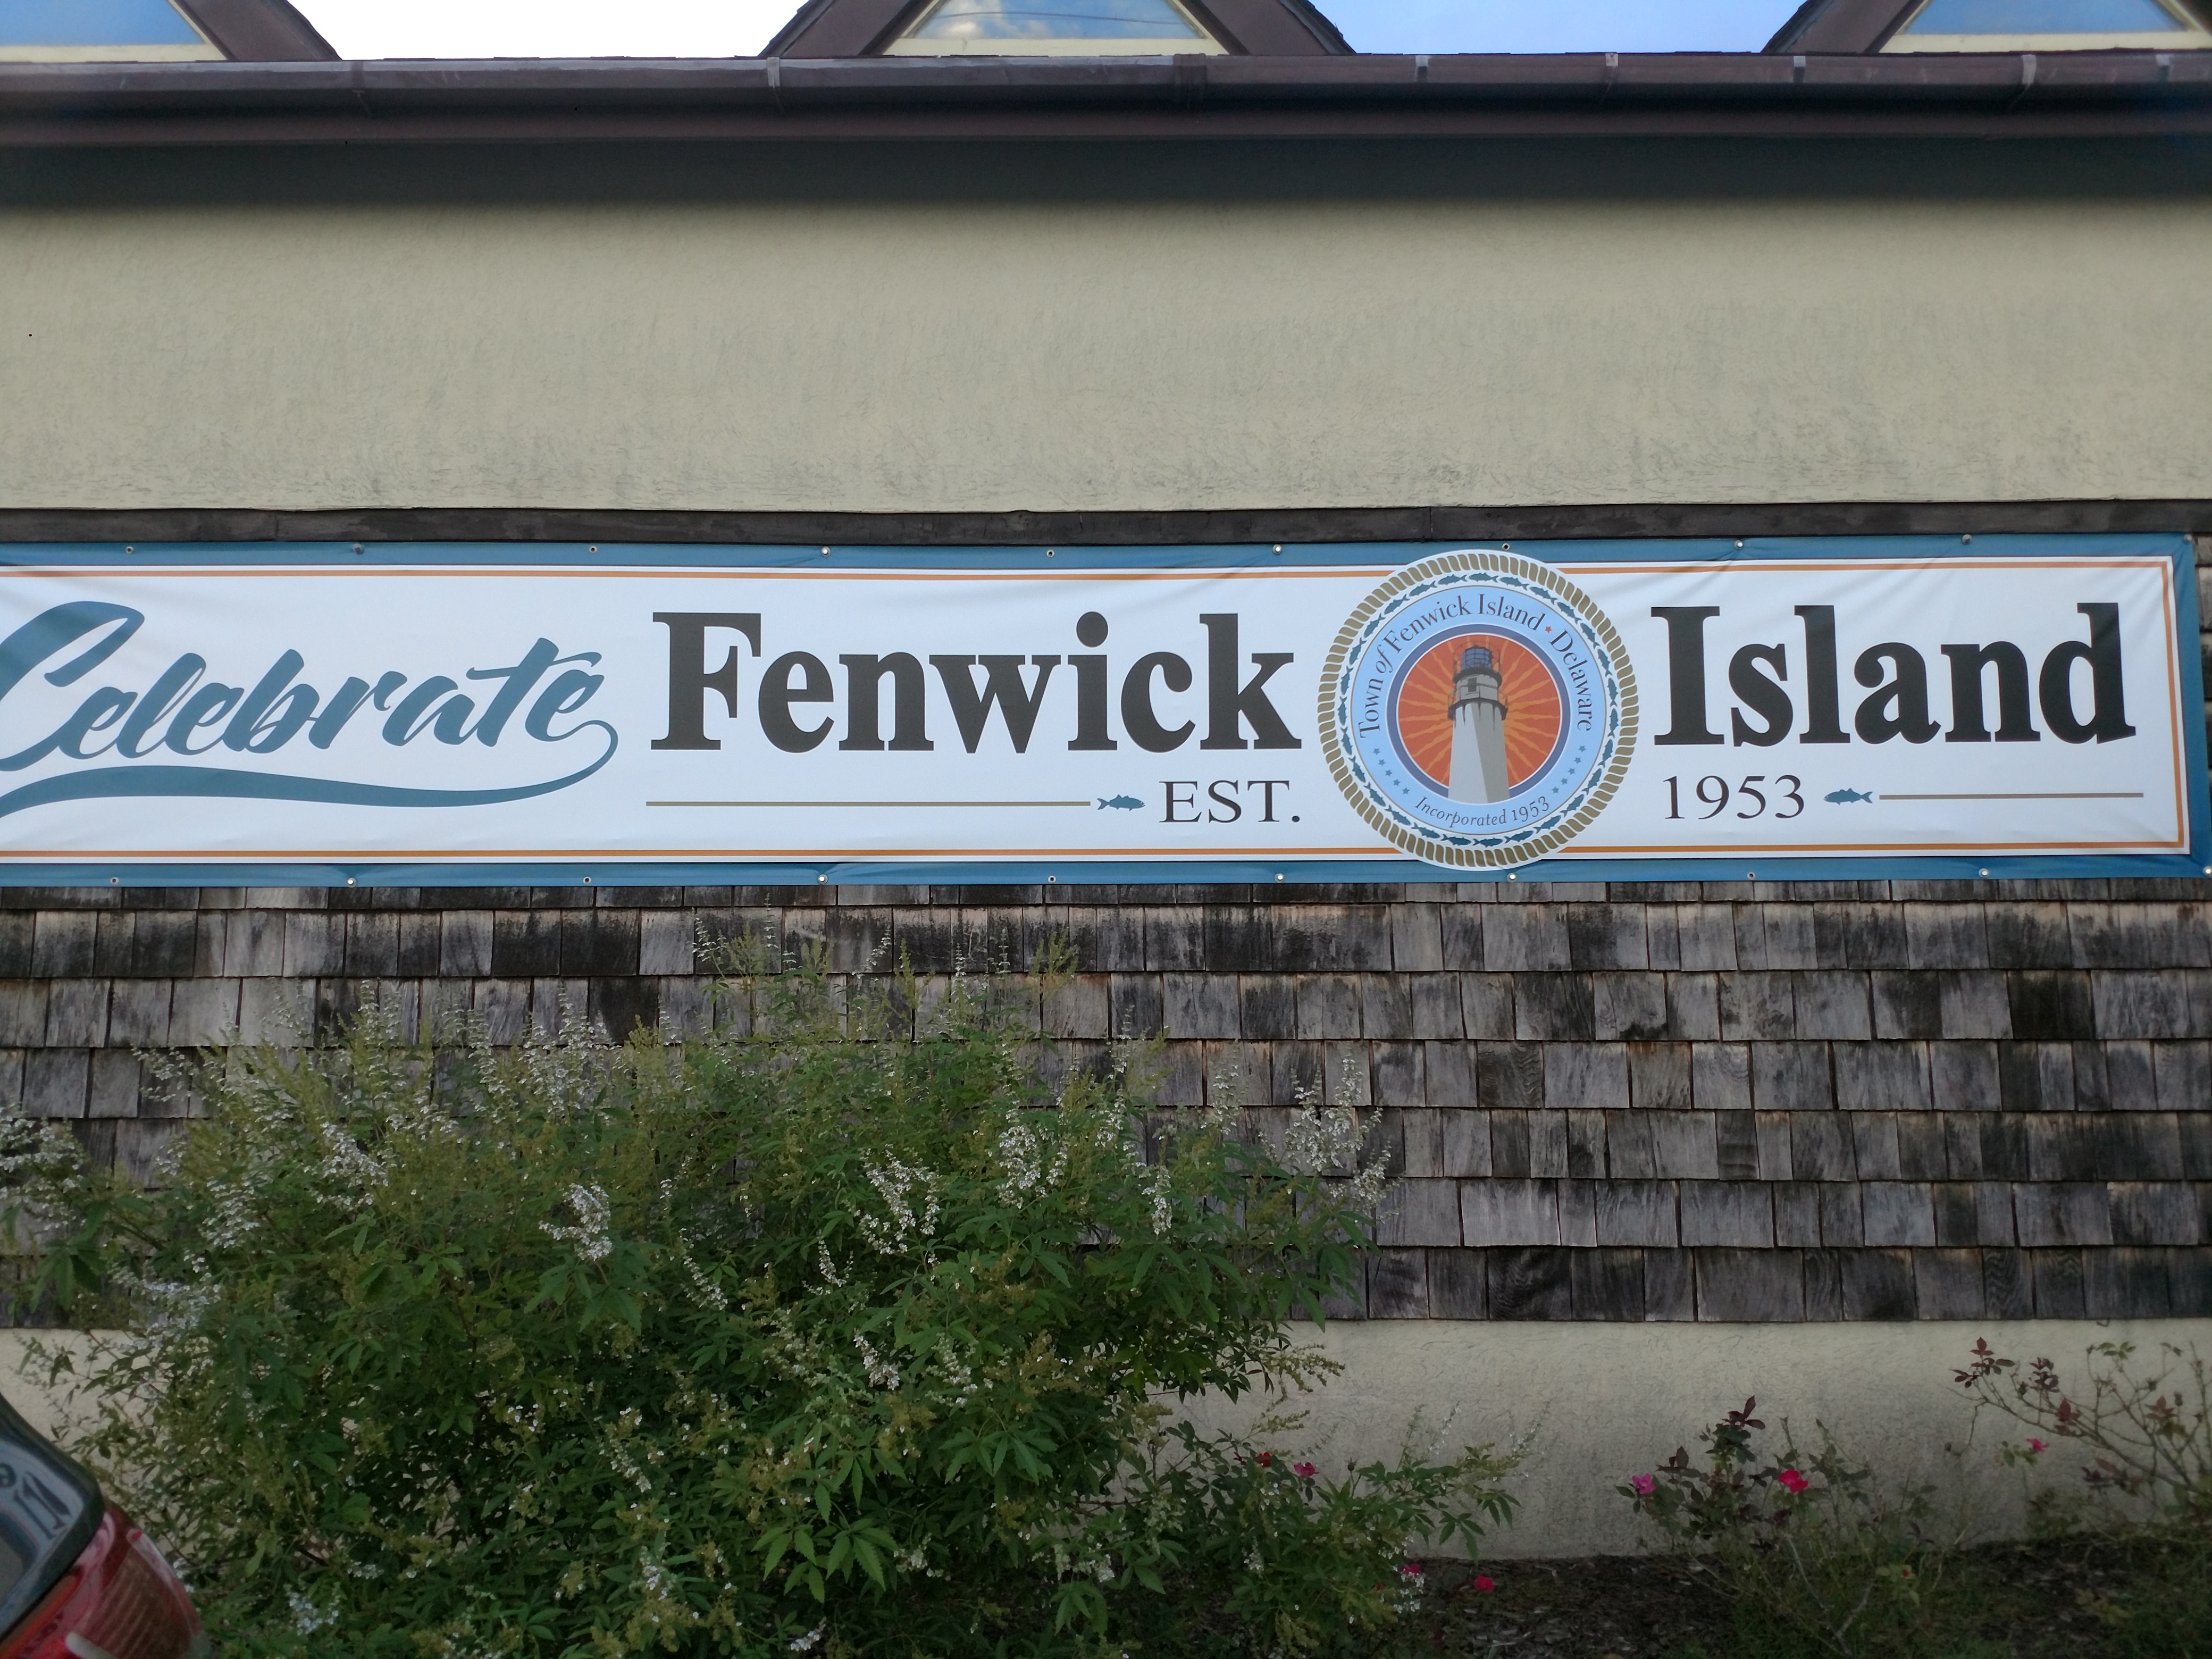 Celebrate Fenwick Island
EST. 1953
Town of Fenwick Island • Delaware
Incorporated 1953